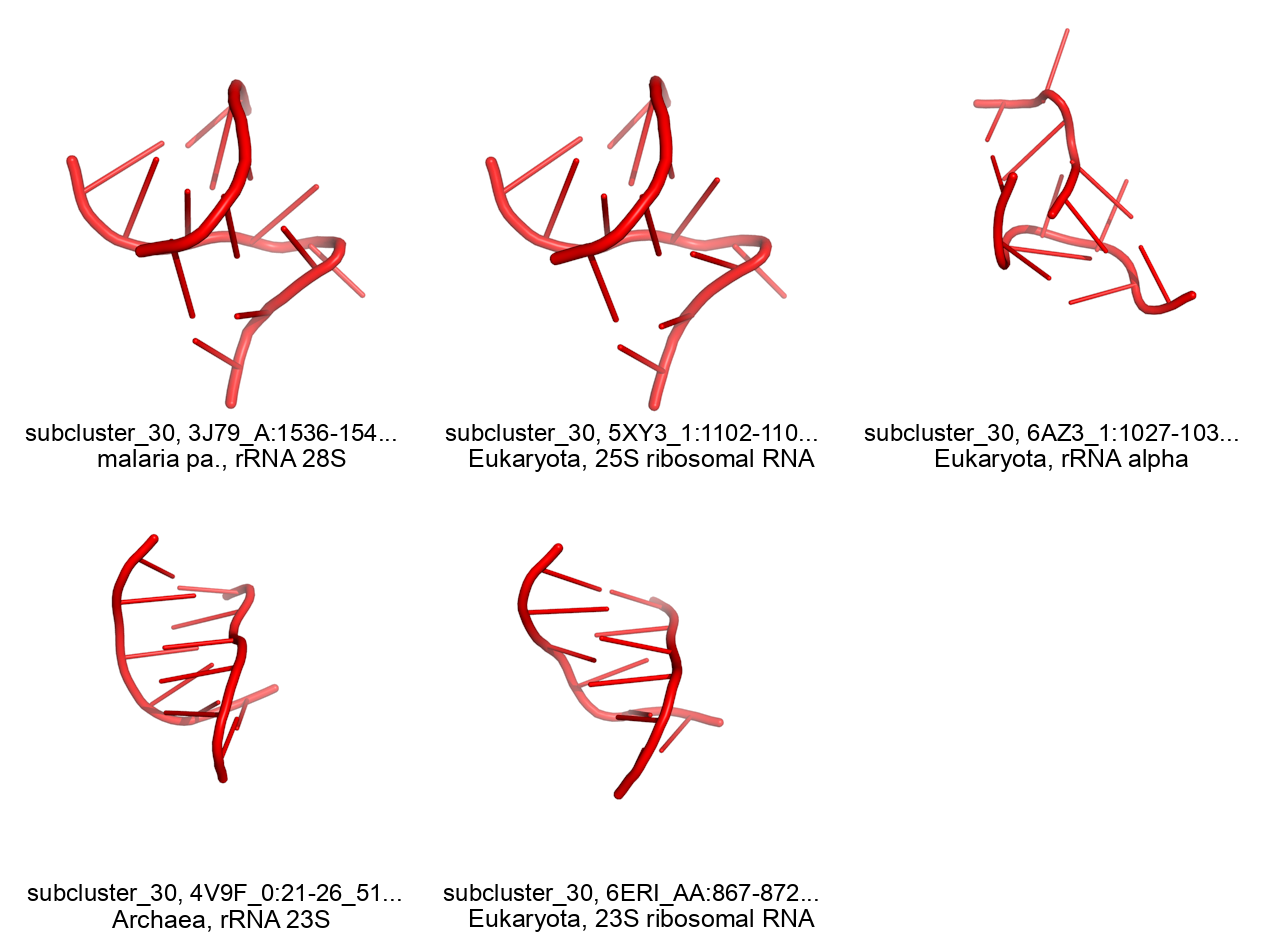 subcluster_30, 3J79_A:1536-154...
malaria pa., rRNA 28S
subcluster_30, 5XY3_1:1102-110...
Eukaryota, 25S ribosomal RNA
subcluster_30, 6AZ3_1:1027-103...
Eukaryota, rRNA alpha
subcluster_30, 4V9F_0:21-26_51...
Archaea, rRNA 23S
subcluster_30, 6ERI_AA:867-872...
Eukaryota, 23S ribosomal RNA